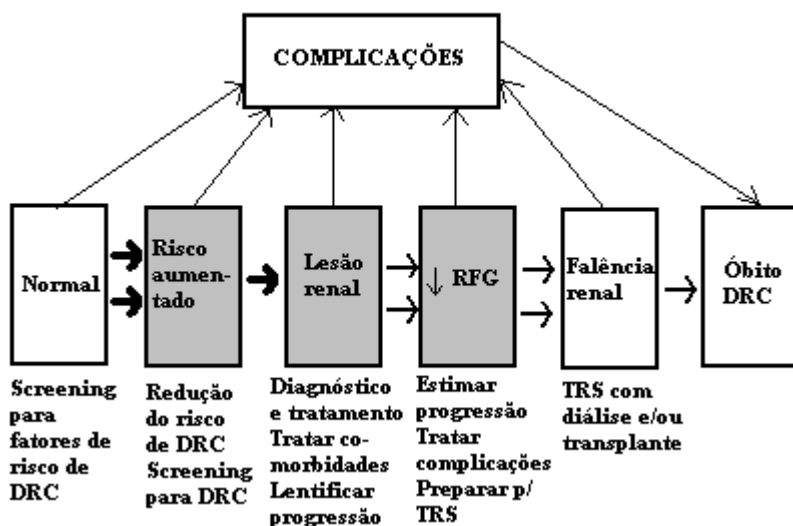 COMPLICAÇÕES
Normal
Risco
aumen-
tado
Lesão
renal
↓ RFG
Falência
renal
Óbito
DRC
Screening
para
fatores de
risco de
DRC
Redução
do risco
de DRC
Screening
para DRC
Diagnóstico
e tratamento
Tratar co-
morbidades
Lentificar
progressão
Estimar
progressão
Tratar
complicações
Preparar p/
TRS
TRS com
diálise e/ou
transplante